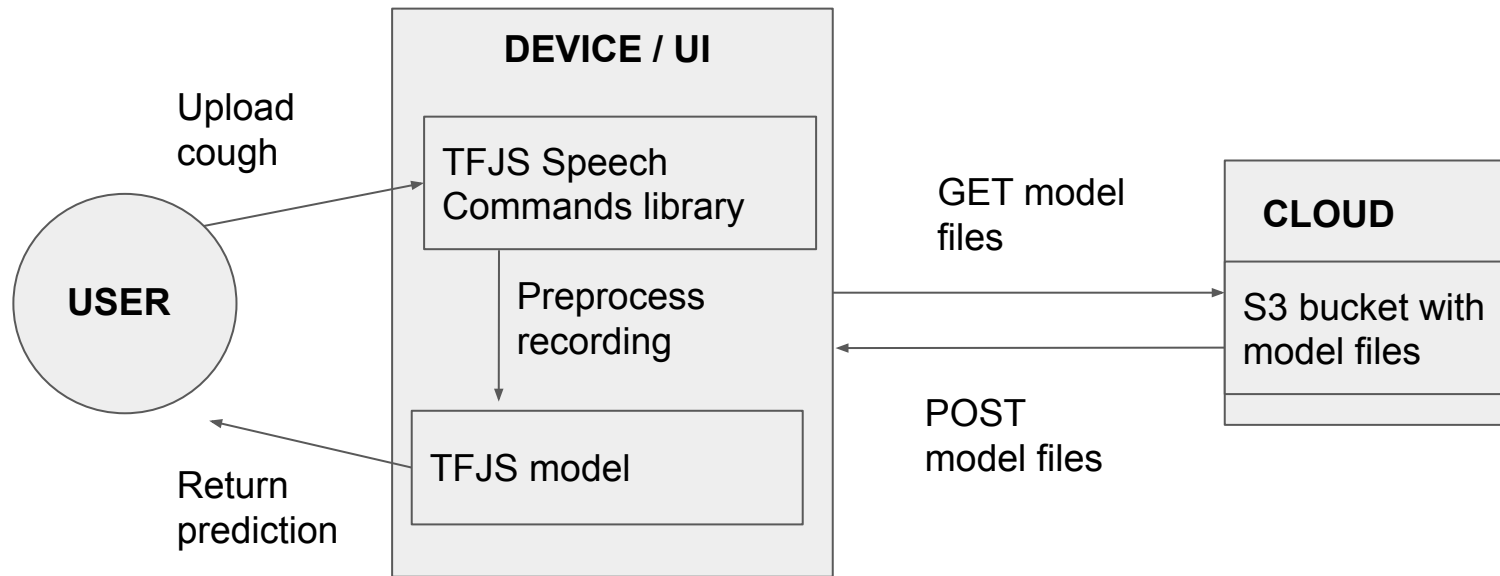 DEVICE / UI
Upload
cough
TFJS Speech
Commands library
GET model
files
CLOUD
USER
Preprocess
recording
S3 bucket with
model files
POST
model files
TFJS model
Return
prediction